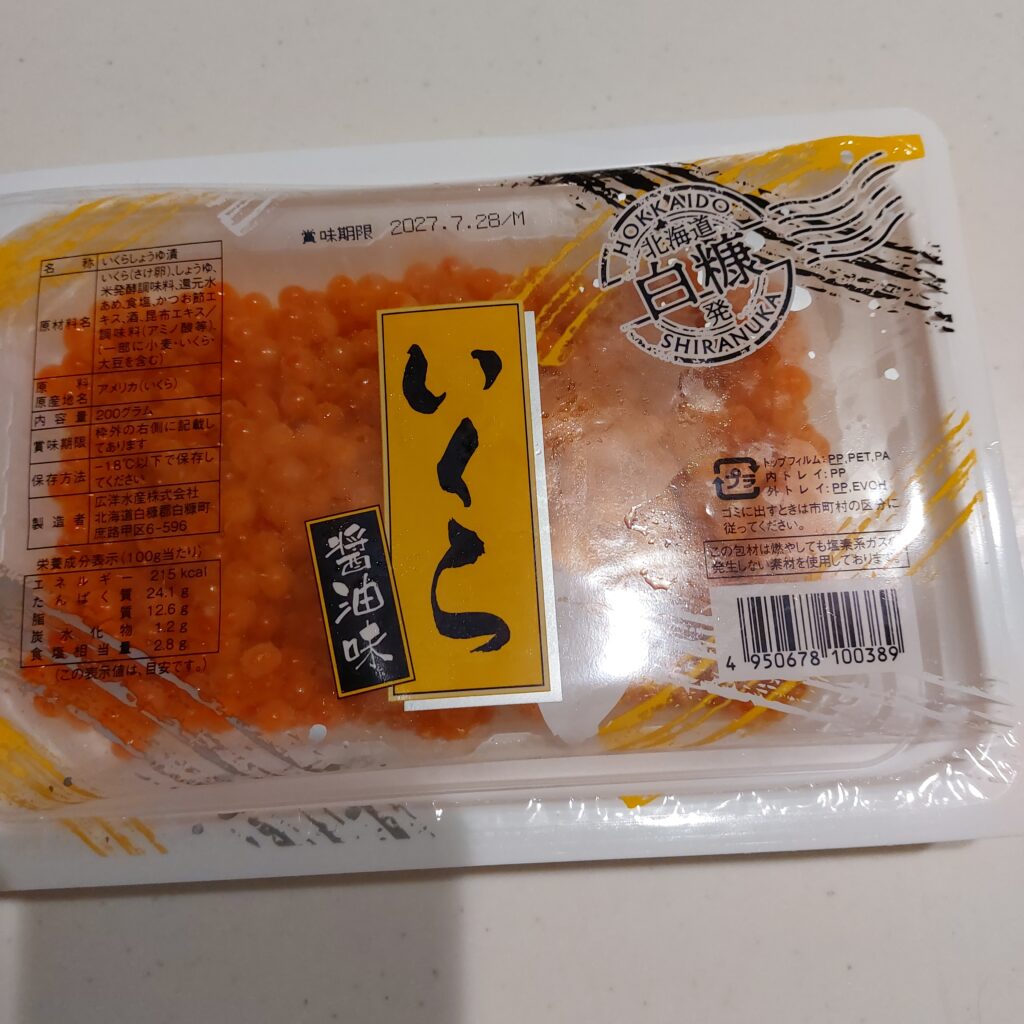 賞味期限 2027.7.28/M
HOKKAIDO
北海道
白糠
発
SHIRANUKA
名 称 いくらしょうゆ漬
原材料名 いくら(さけ卵)、しょうゆ、
米発酵調味料、還元水
あめ、食塩、かつお節エ
キス、酒、昆布エキス/
調味料(アミノ酸等)、
(一部に小麦・いくら・
大豆を含む)
原料原産地名 アメリカ(いくら)
内容量 200グラム
賞味期限 枠外の右側に記載し
てあります
保存方法 -18℃以下で保存し
てください
製造者 広洋水産株式会社
北海道白糠郡白糠町
庶路甲区6-596
栄養成分表示(100g当たり)
エネルギー 215 kcal
たんぱく質 24.1 g
脂質 12.6 g
炭水化物 1.2 g
食塩相当量 2.8 g
(この表示値は、目安です。)
いくら
醤油味
プラ
トップフィルム:PP,PET,PA
内トレイ:PP
外トレイ:PP,EVOH
ゴミに出すときは市町村の区分に
従ってください。
この包材は燃やしても塩素系ガスを
発生しない素材を使用しております。
4 950678 100389